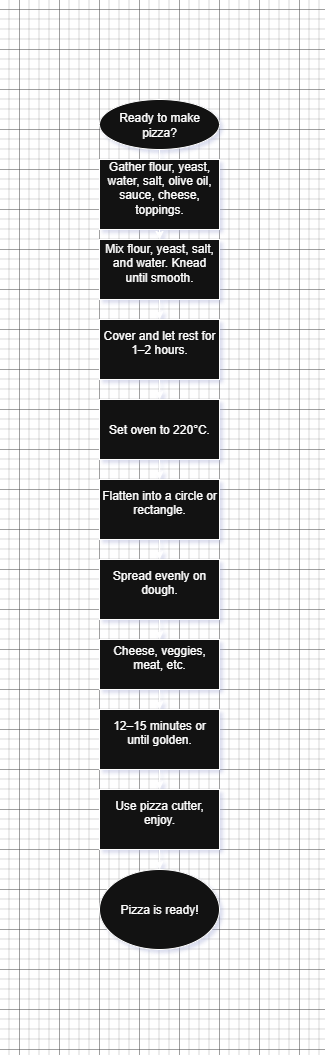 Ready to make
pizza?
Gather flour, yeast,
water, salt, olive oil,
sauce, cheese,
toppings.
Mix flour, yeast, salt,
and water. Knead
until smooth.
Cover and let rest for
1–2 hours.
Set oven to 220°C.
Flatten into a circle or
rectangle.
Spread evenly on
dough.
Cheese, veggies,
meat, etc.
12–15 minutes or
until golden.
Use pizza cutter,
enjoy.
Pizza is ready!